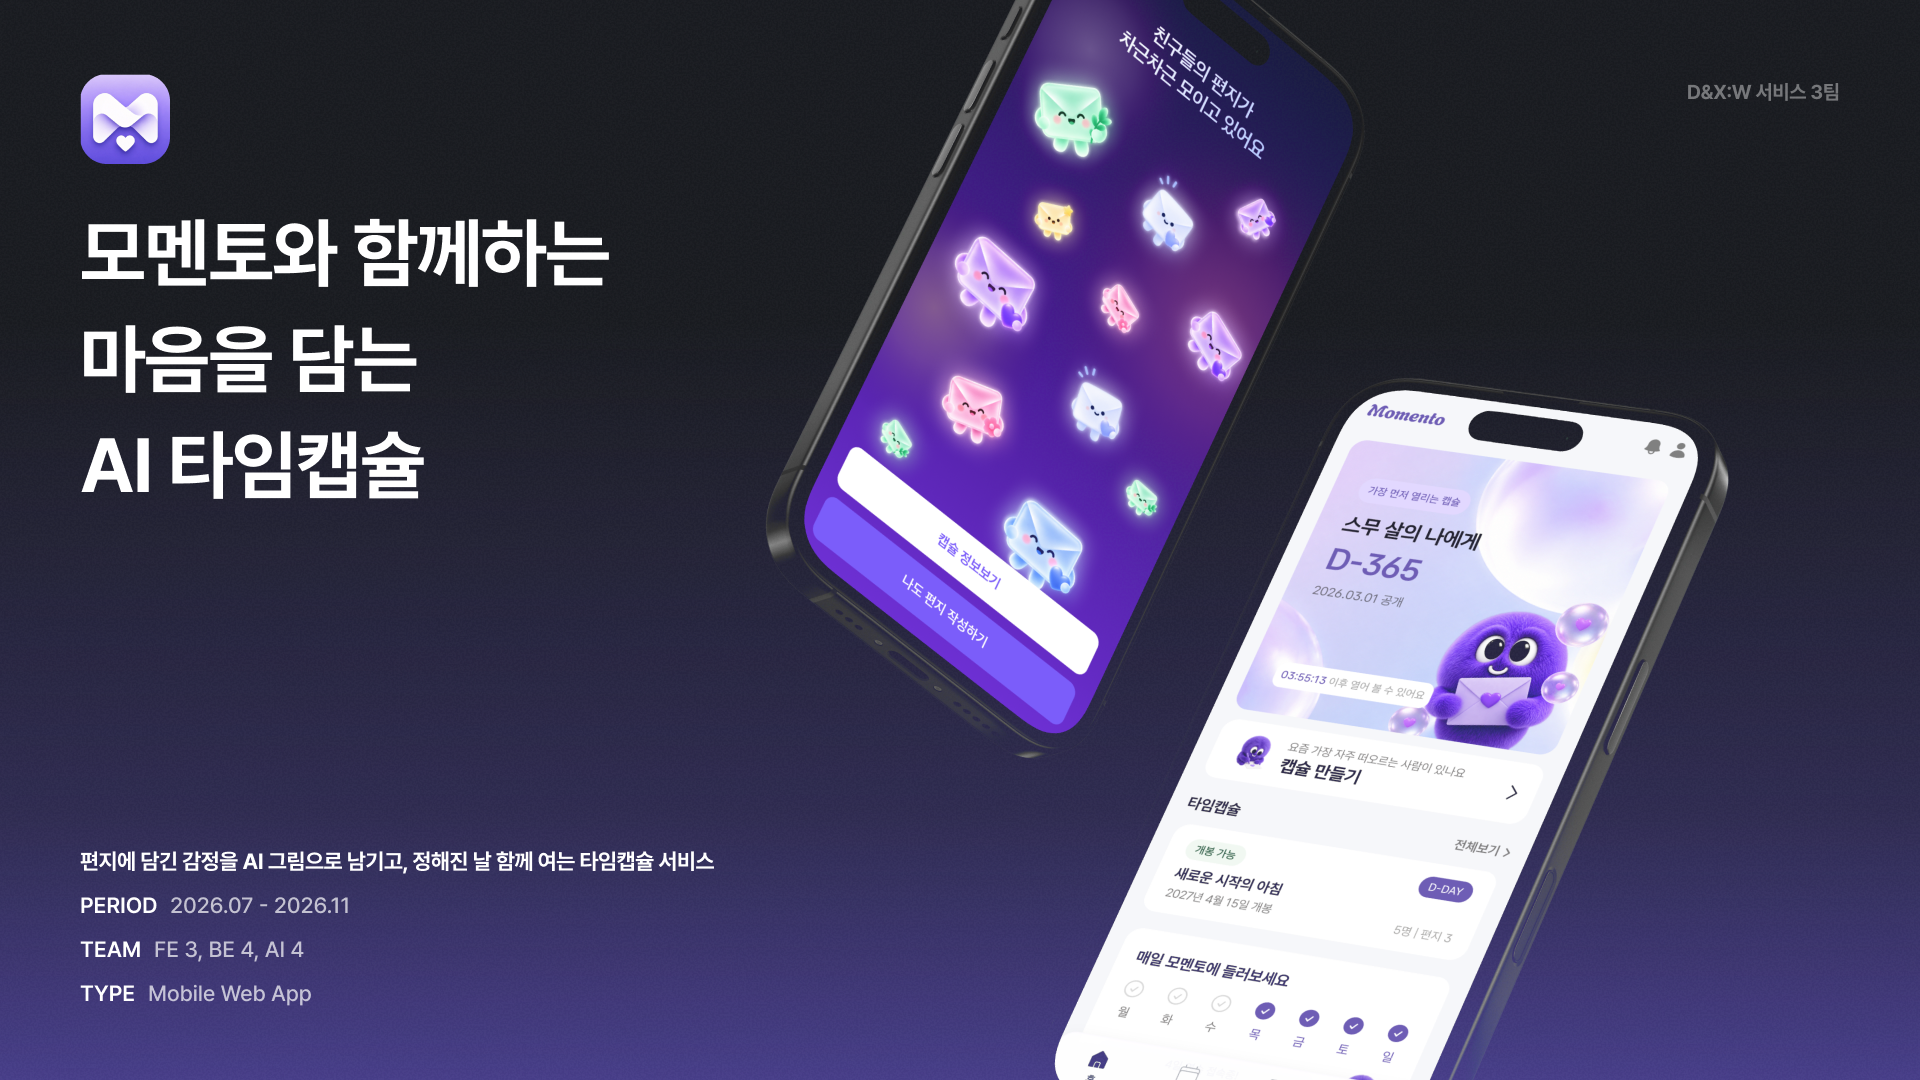 D&X:W 서비스 3팀
모멘토와 함께하는
마음을 담는
AI 타임캡슐
편지에 담긴 감정을 AI 그림으로 남기고, 정해진 날 함께 여는 타임캡슐 서비스
PERIOD 2026.07 - 2026.11
TEAM FE 3, BE 4, AI 4
TYPE Mobile Web App
친구들의 편지가
차근차근 모이고 있어요
캡슐 정보보기
나도 편지 작성하기
Momento
가장 먼저 열리는 캡슐
스무 살의 나에게
D-365
2026.03.01 공개
03:55:13 이후 열어 볼 수 있어요
요즘 가장 자주 떠오르는 사람이 있나요
캡슐 만들기
타임캡슐
전체보기
개봉 가능
D-DAY
새로운 시작의 아침
2027년 4월 15일 개봉
5명 | 편지 3
매일 모멘토에 들러보세요
월 화 수 목 금 토 일